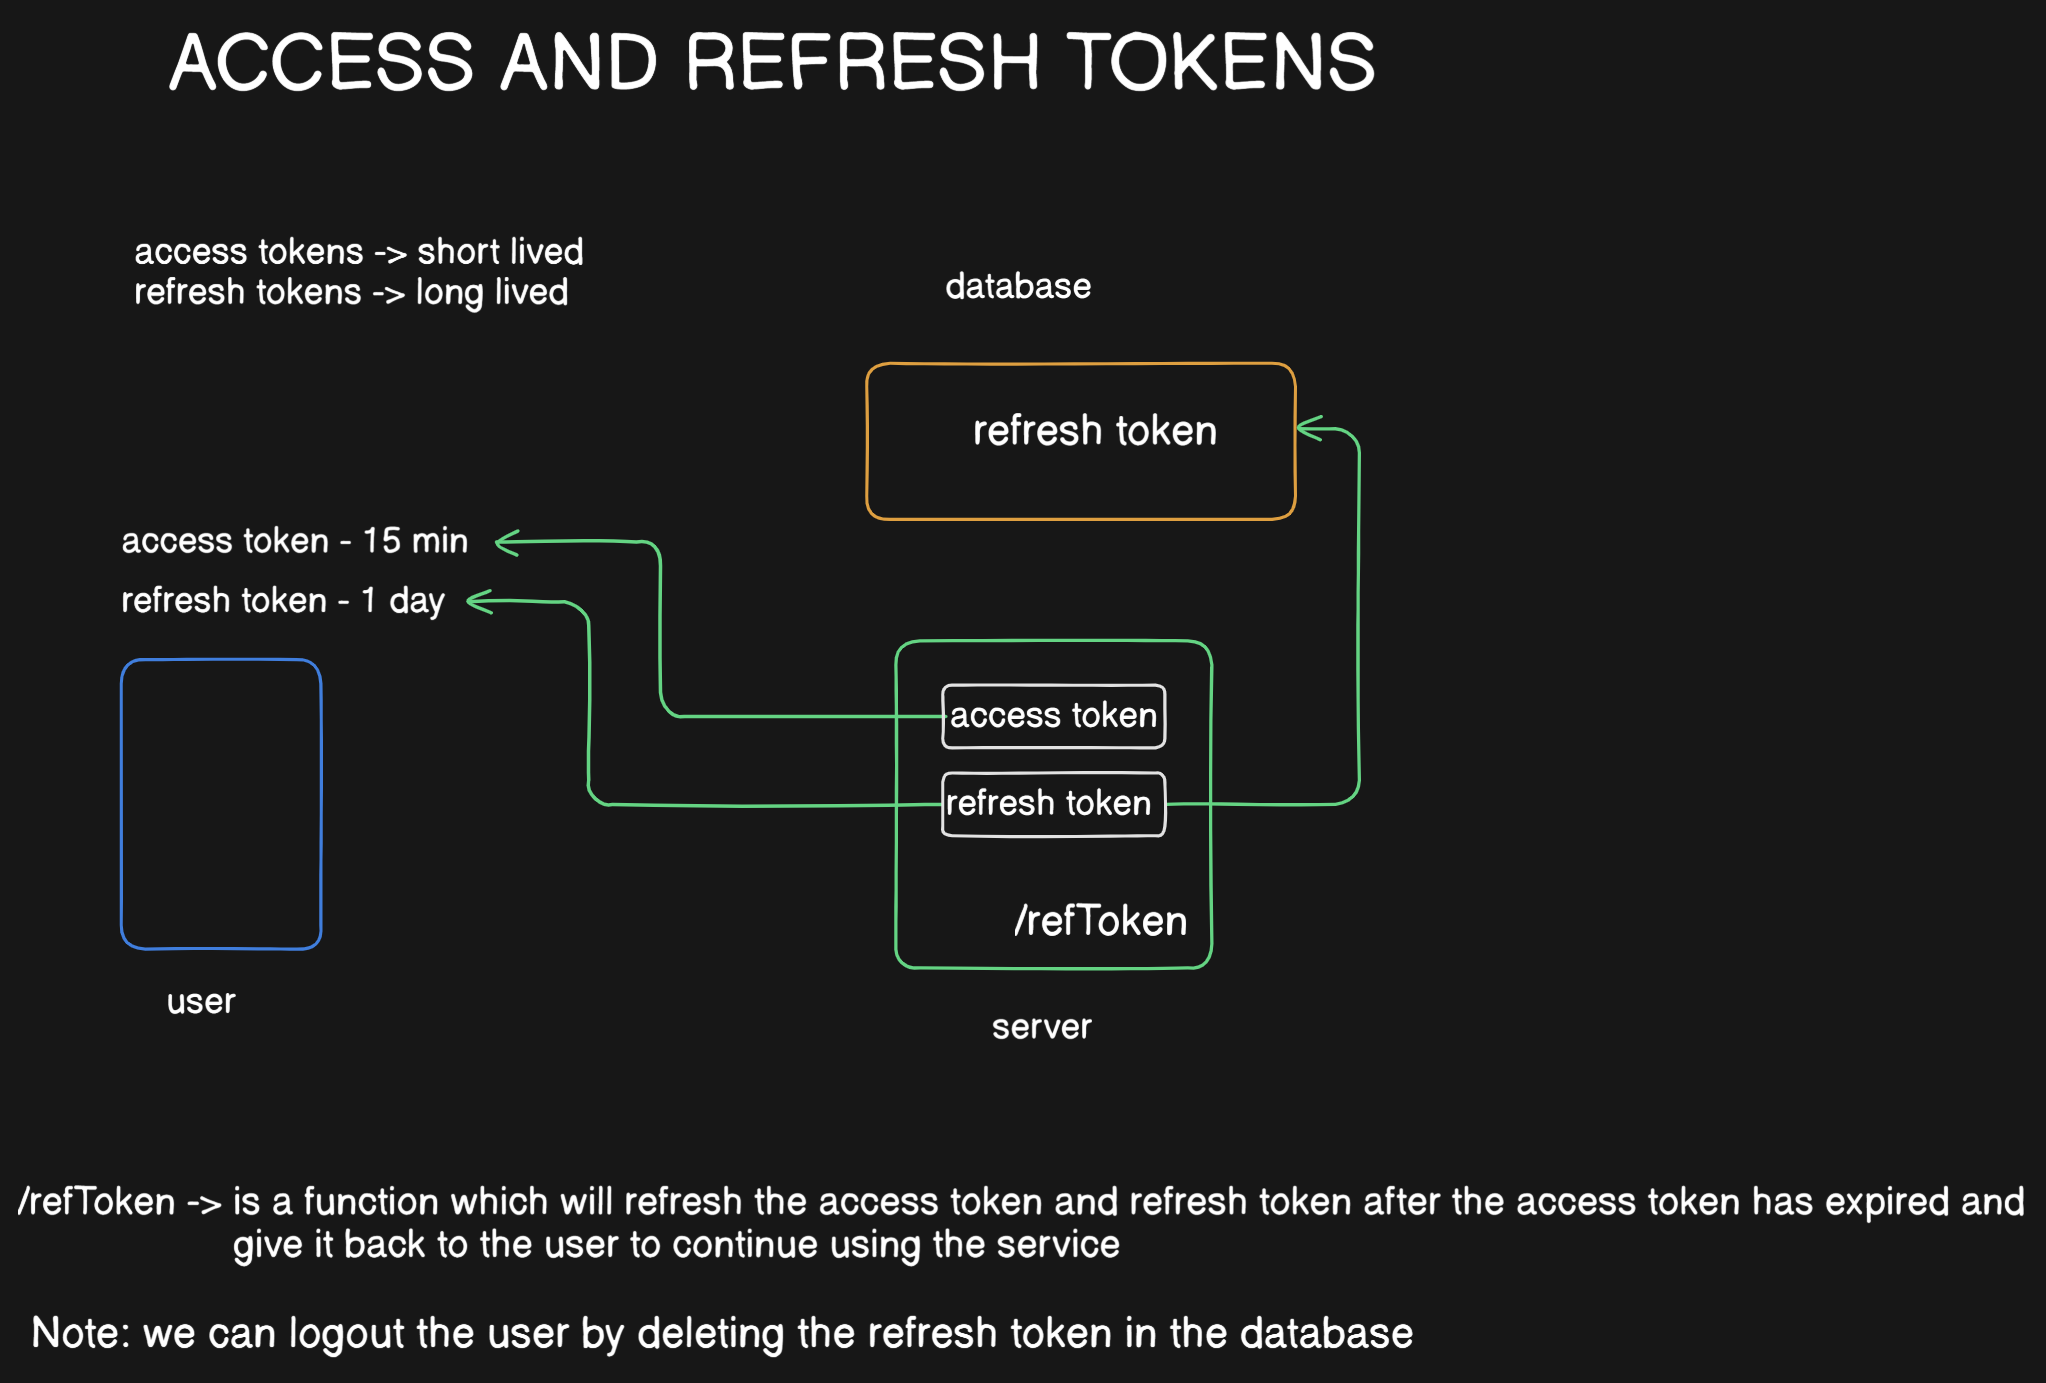 ACCESS AND REFRESH TOKENS
access tokens -> short lived
refresh tokens -> long lived
database
refresh token
access token - 15 min
refresh token - 1 day
access token
refresh token
/refToken
user
server
/refToken -> is a function which will refresh the access token and refresh token after the access token has expired and
give it back to the user to continue using the service
Note: we can logout the user by deleting the refresh token in the database